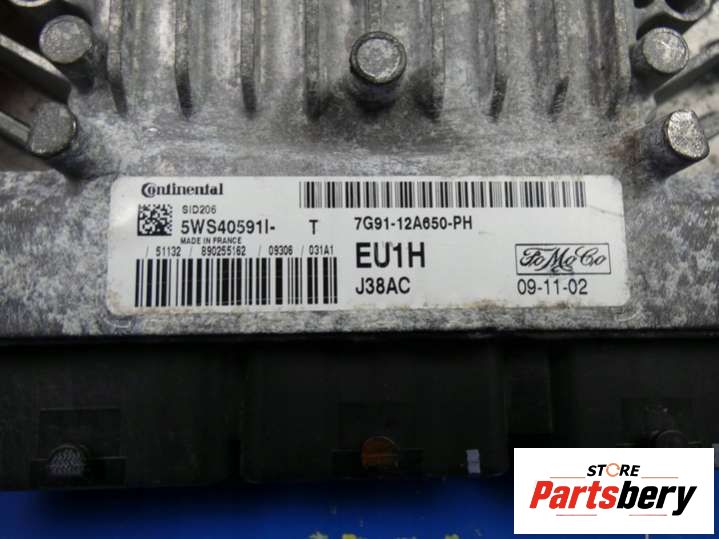 Continental
SID206
5WS40591I- T
MADE IN FRANCE
/ 51132 / 890255162 / 09306 / 031A1
7G91-12A650-PH
EU1H
J38AC
FoMoCo
09-11-02
STORE
Partsbery